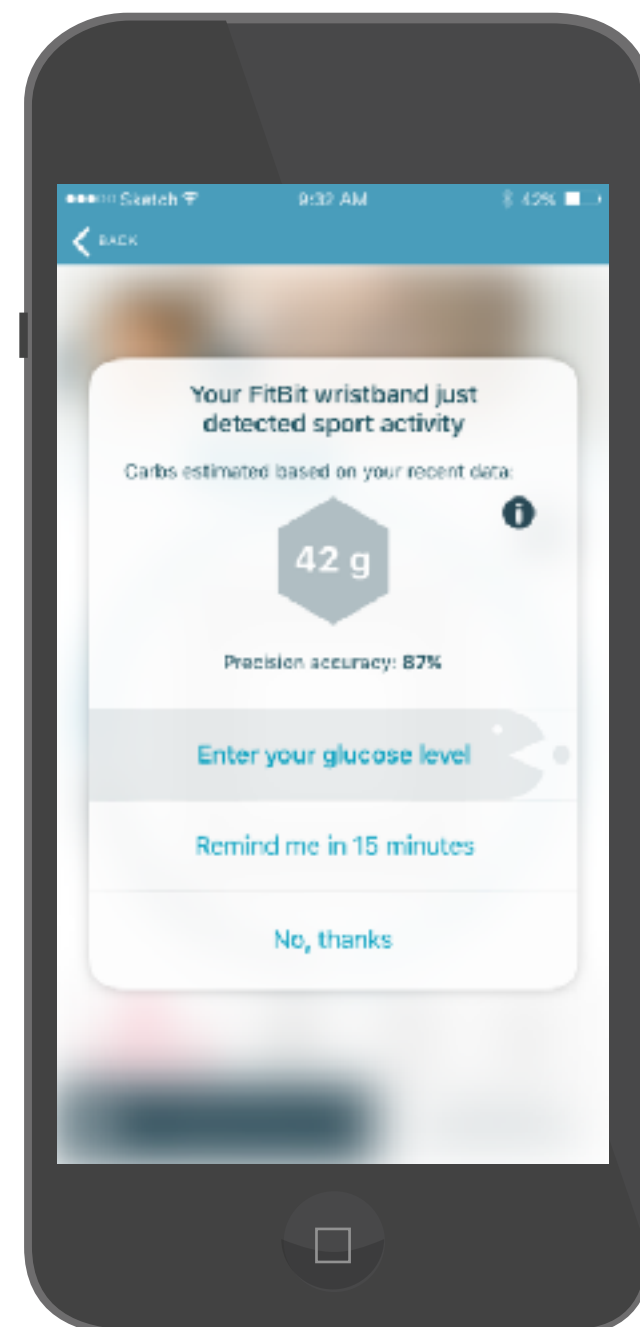 Sketch 9:32 AM 42%
BACK
Your FitBit wristband just
detected sport activity
Carbs estimated based on your recent data:
i
42 g
Precision accuracy: 87%
Enter your glucose level
Remind me in 15 minutes
No, thanks